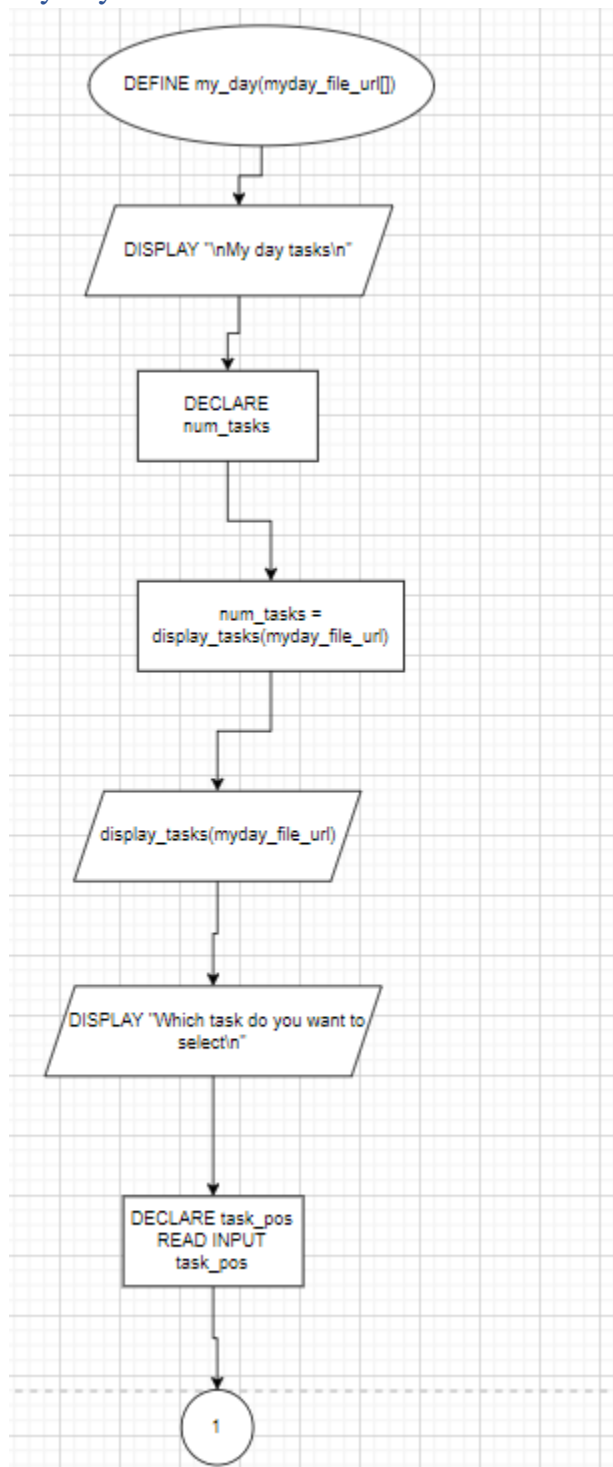 DEFINE my_day(myday_file_url[])
DISPLAY "\nMy day tasks\n"
DECLARE
num_tasks
num_tasks =
display_tasks(myday_file_url)
display_tasks(myday_file_url)
DISPLAY "Which task do you want to
select\n"
DECLARE task_pos
READ INPUT
task_pos
1